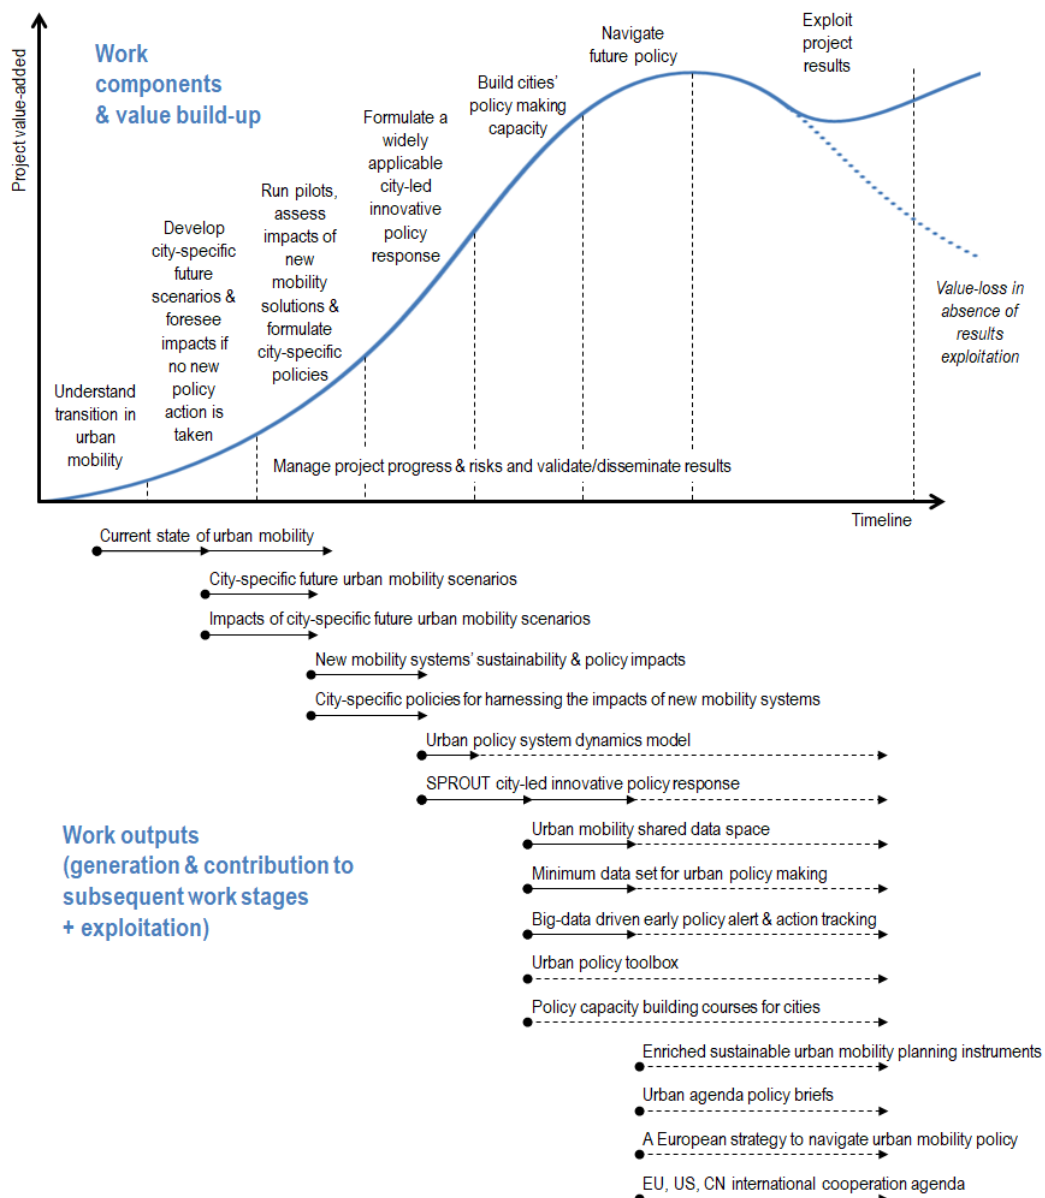 Project value-added
Work
components
& value build-up
Understand
transition in
urban
mobility
Develop
city-specific
future
scenarios &
foresee
impacts if
no new
policy
action is
taken
Run pilots,
assess
impacts of
new
mobility
solutions &
formulate
city-specific
policies
Formulate a
widely
applicable
city-led
innovative
policy
response
Build cities’
policy making
capacity
Navigate
future policy
Exploit
project
results
Value-loss in
absence of
results
exploitation
Manage project progress & risks and validate/disseminate results
Timeline
Current state of urban mobility
City-specific future urban mobility scenarios
Impacts of city-specific future urban mobility scenarios
New mobility systems’ sustainability & policy impacts
City-specific policies for harnessing the impacts of new mobility systems
Urban policy system dynamics model
SPROUT city-led innovative policy response
Work outputs
(generation & contribution to
subsequent work stages
+ exploitation)
Urban mobility shared data space
Minimum data set for urban policy making
Big-data driven early policy alert & action tracking
Urban policy toolbox
Policy capacity building courses for cities
Enriched sustainable urban mobility planning instruments
Urban agenda policy briefs
A European strategy to navigate urban mobility policy
EU, US, CN international cooperation agenda